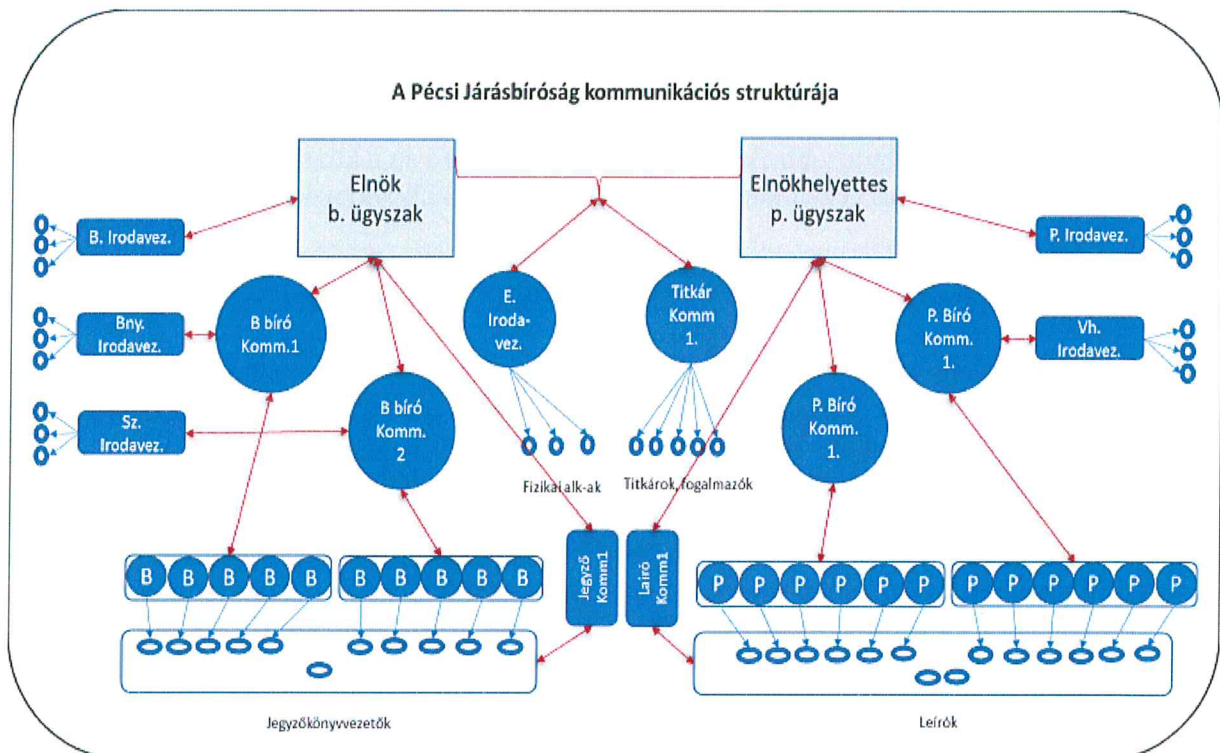 A Pécsi Járásbíróság kommunikációs struktúrája
Elnök
b. ügyszak
Elnökhelyettes
p. ügyszak
B. Irodavez.
P. Irodavez.
Bny.
Irodavez.
B bíró
Komm.1
E.
Iroda-
vez.
Titkár
Komm
1.
P. Bíró
Komm.
1.
Vh.
Irodavez.
Sz.
Irodavez.
B bíró
Komm.
2
P. Bíró
Komm.
1.
Fizikai alk-ak
Titkárok, fogalmazók
Jegyző
Komm1
Laíró
Komm1
B B B B B
B B B B B
P P P P P P
P P P P P P
Jegyzőkönyvvezetők
Leírók